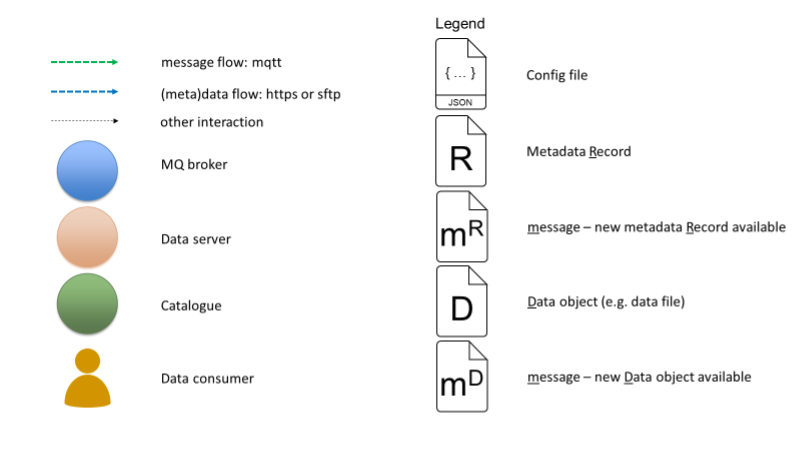 Legend
message flow: mqtt
(meta)data flow: https or sftp
other interaction
MQ broker
Data server
Catalogue
Data consumer
{ ... }
JSON
Config file
R
Metadata Record
mR
message – new metadata Record available
D
Data object (e.g. data file)
mD
message – new Data object available